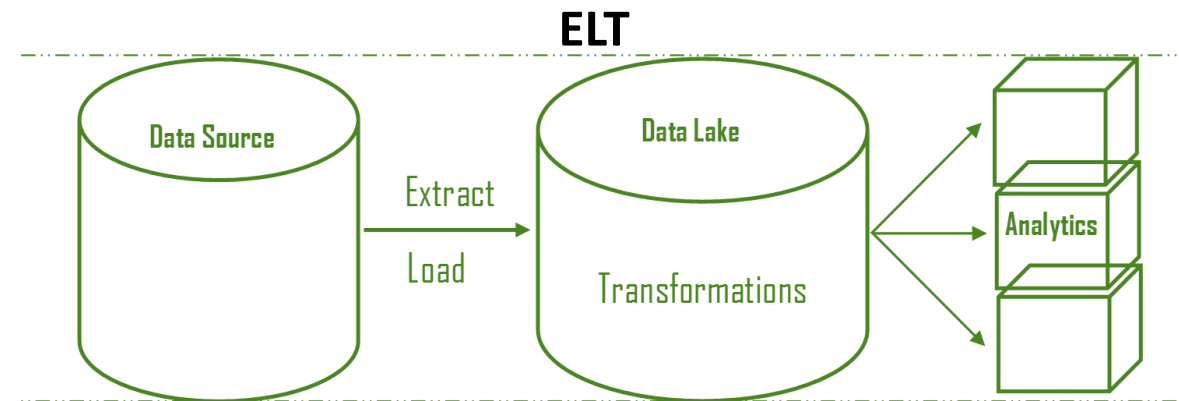 ELT
Data Source
Data Lake
Extract
Load
Transformations
Analytics